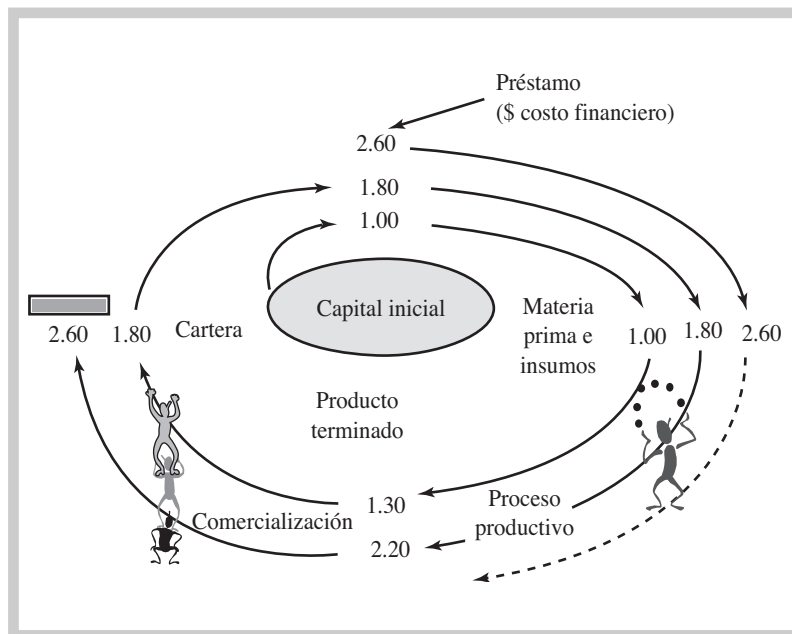 Préstamo
($ costo financiero)
2.60
1.80
1.00
Capital inicial
Materia
prima e
insumos
1.00
1.80
2.60
2.60
1.80
Cartera
Producto
terminado
1.30
Comercialización
Proceso
productivo
2.20